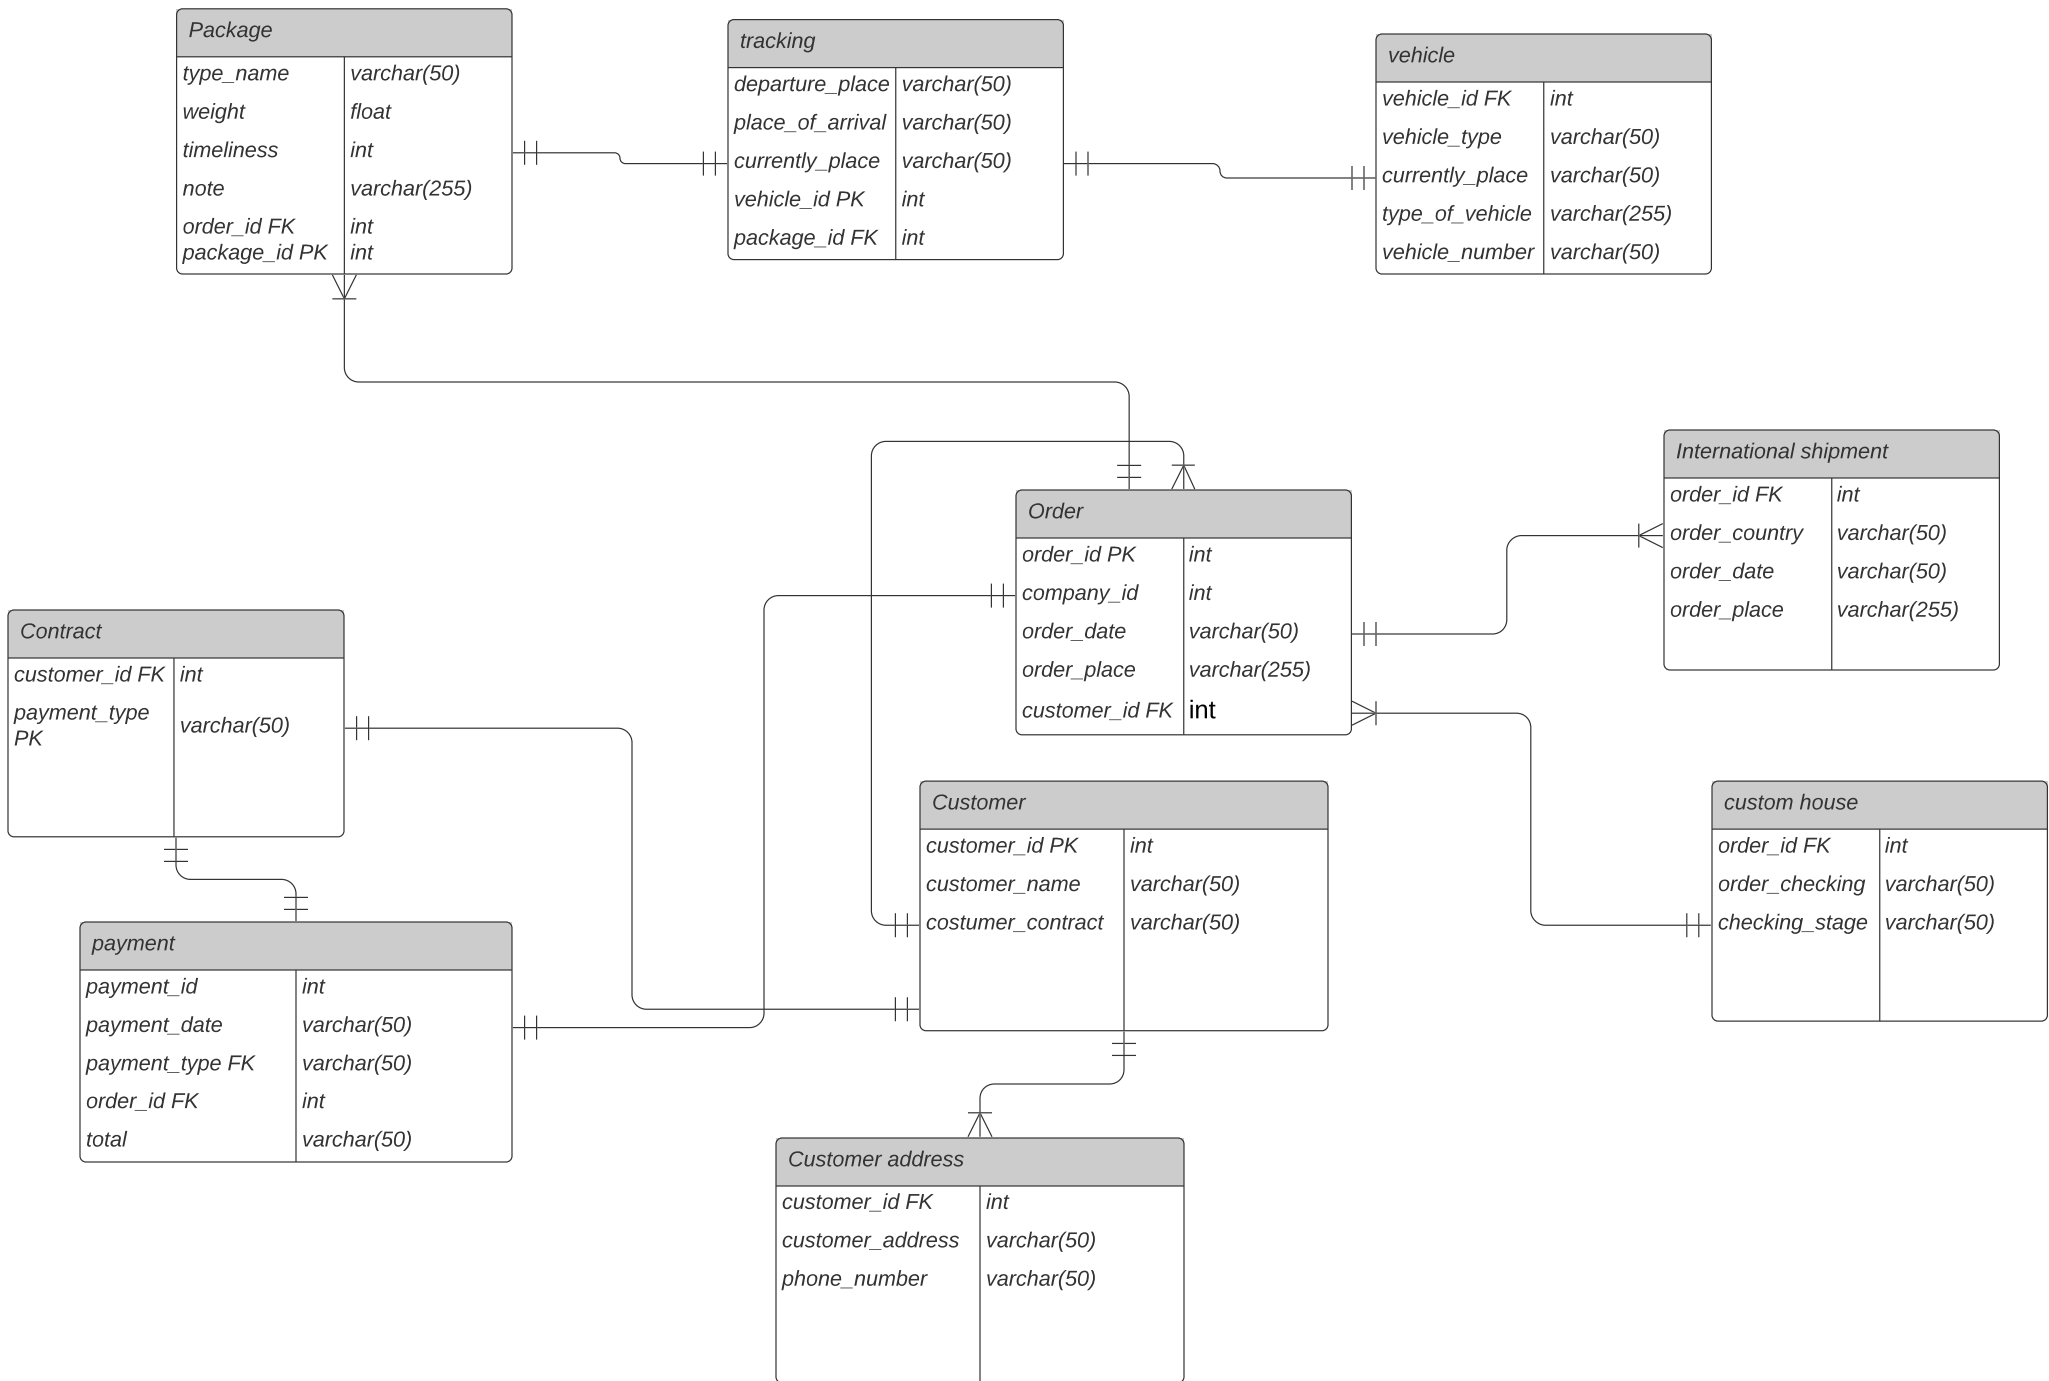 Package
type_name varchar(50)
weight float
timeliness int
note varchar(255)
order_id FK int
package_id PK int
tracking
departure_place varchar(50)
place_of_arrival varchar(50)
currently_place varchar(50)
vehicle_id PK int
package_id FK int
vehicle
vehicle_id FK int
vehicle_type varchar(50)
currently_place varchar(50)
type_of_vehicle varchar(255)
vehicle_number varchar(50)
International shipment
order_id FK int
order_country varchar(50)
order_date varchar(50)
order_place varchar(255)
Order
order_id PK int
company_id int
order_date varchar(50)
order_place varchar(255)
customer_id FK int
Contract
customer_id FK int
payment_type
PK varchar(50)
Customer
customer_id PK int
customer_name varchar(50)
costumer_contract varchar(50)
custom house
order_id FK int
order_checking varchar(50)
checking_stage varchar(50)
payment
payment_id int
payment_date varchar(50)
payment_type FK varchar(50)
order_id FK int
total varchar(50)
Customer address
customer_id FK int
customer_address varchar(50)
phone_number varchar(50)